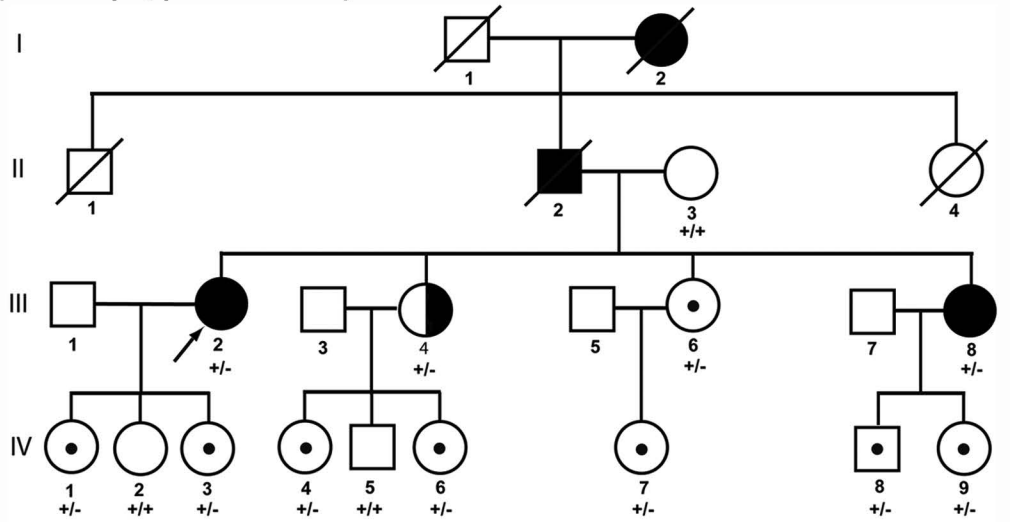 I
1 2
II
1 2 3 4
+/+
III
1 2 3 4 5 6 7 8
+/- +/- +/- +/-
IV
1 2 3 4 5 6 7 8 9
+/- +/+ +/- +/- +/+ +/- +/- +/- +/-